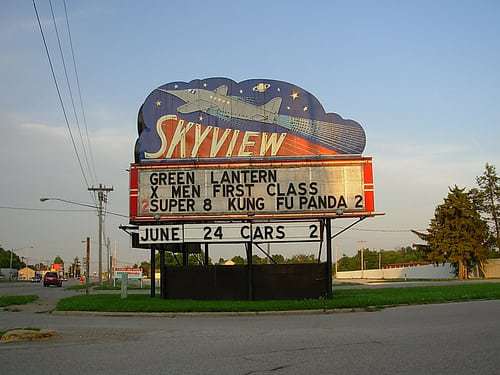 SKYVIEW
GREEN LANTERN
X MEN FIRST CLASS
SUPER 8 KUNG FU PANDA 2
JUNE 24 CARS 2